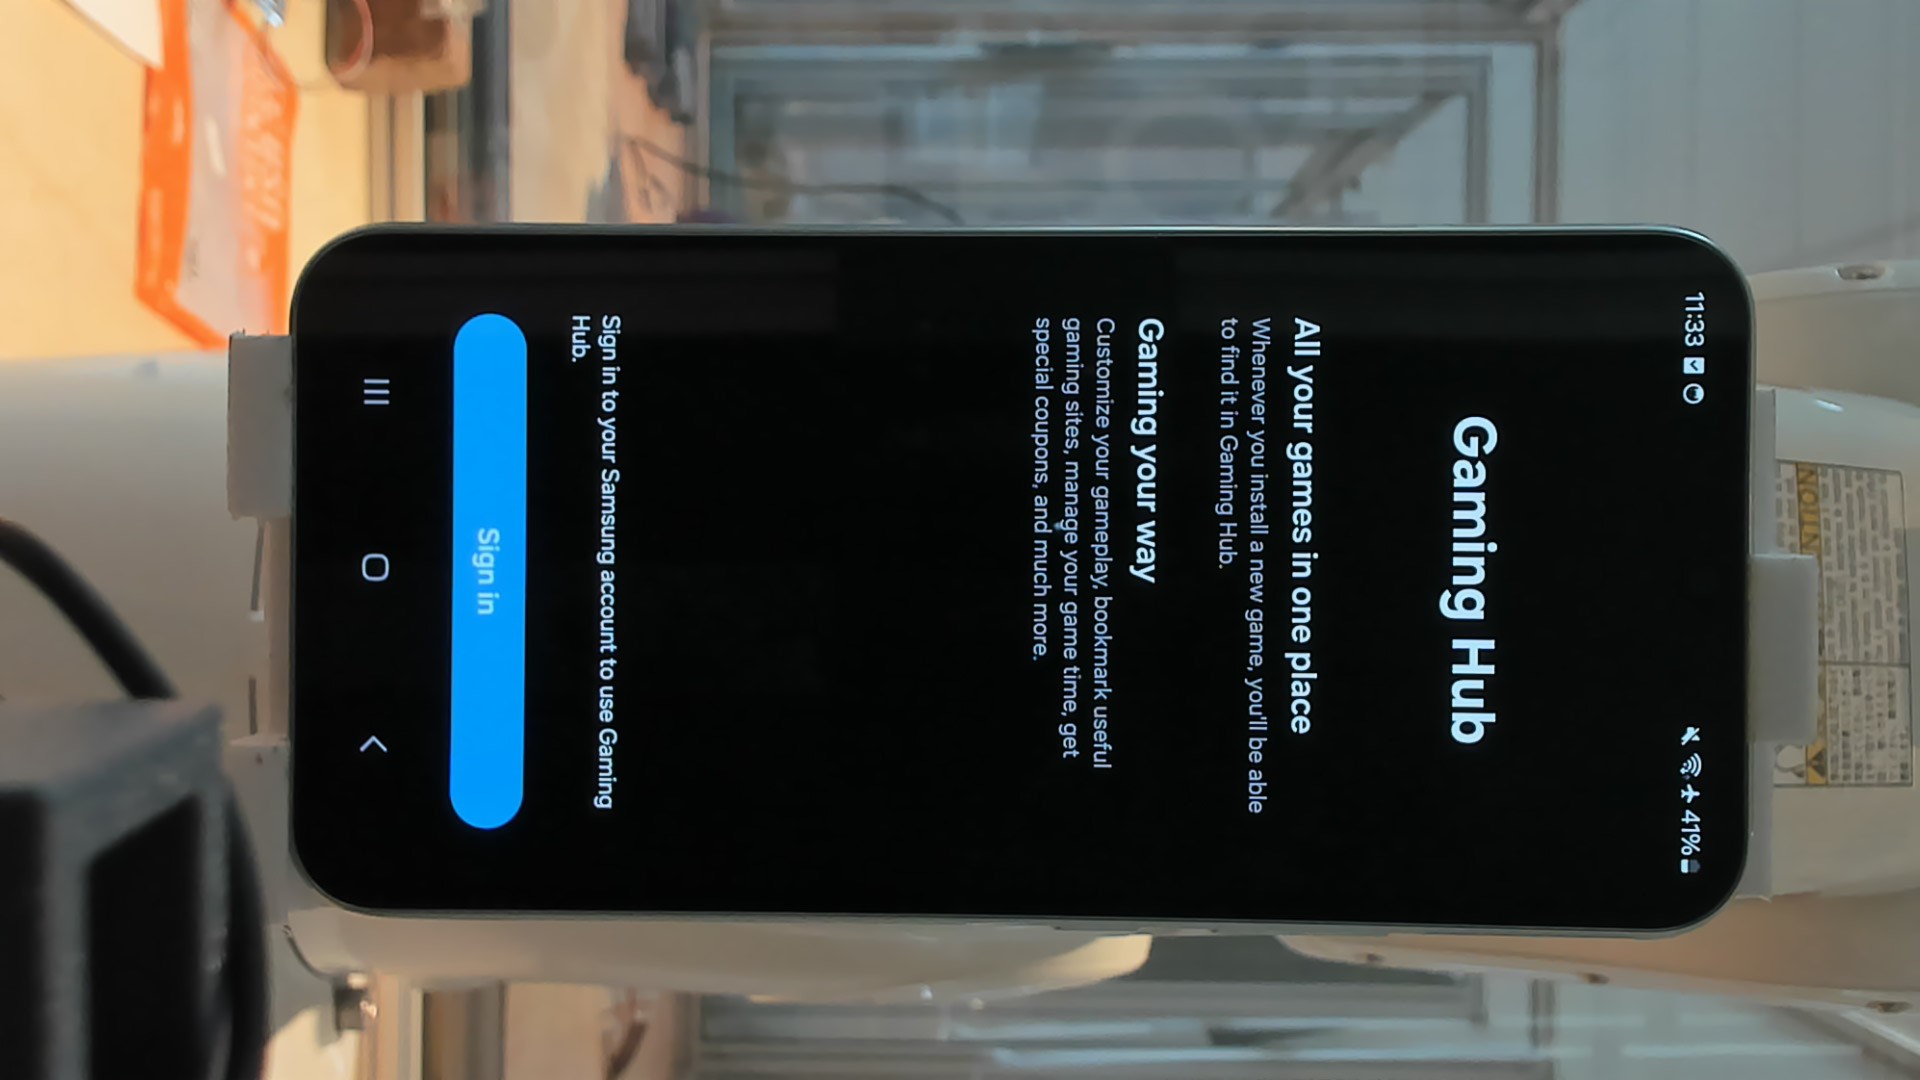 11:33
41%
Gaming Hub
All your games in one place
Whenever you install a new game, you'll be able
to find it in Gaming Hub.
Gaming your way
Customize your gameplay, bookmark useful
gaming sites, manage your game time, get
special coupons, and much more.
Sign in to your Samsung account to use Gaming
Hub.
Sign in